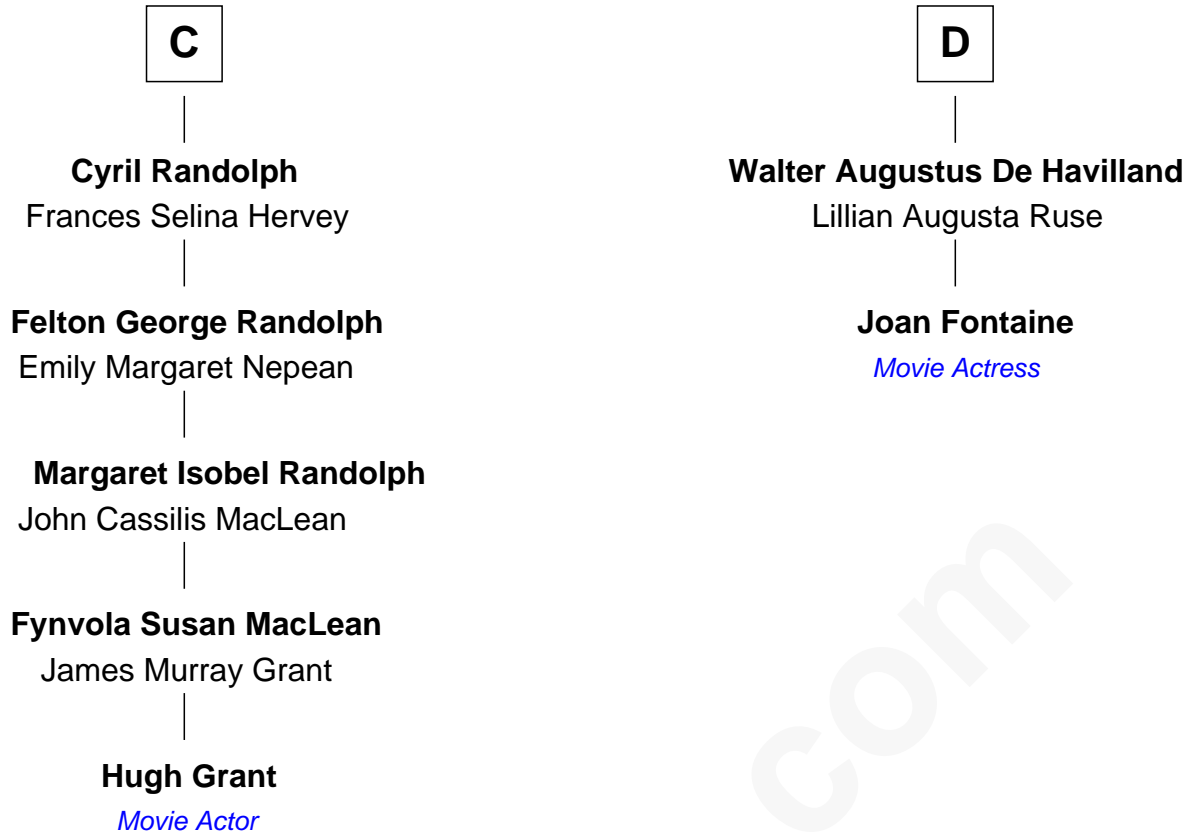 C
Cyril Randolph
Frances Selina Hervey
Felton George Randolph
Emily Margaret Nepean
Margaret Isobel Randolph
John Cassilis MacLean
Fynvola Susan MacLean
James Murray Grant
Hugh Grant
Movie Actor
D
Walter Augustus De Havilland
Lillian Augusta Ruse
Joan Fontaine
Movie Actress
com